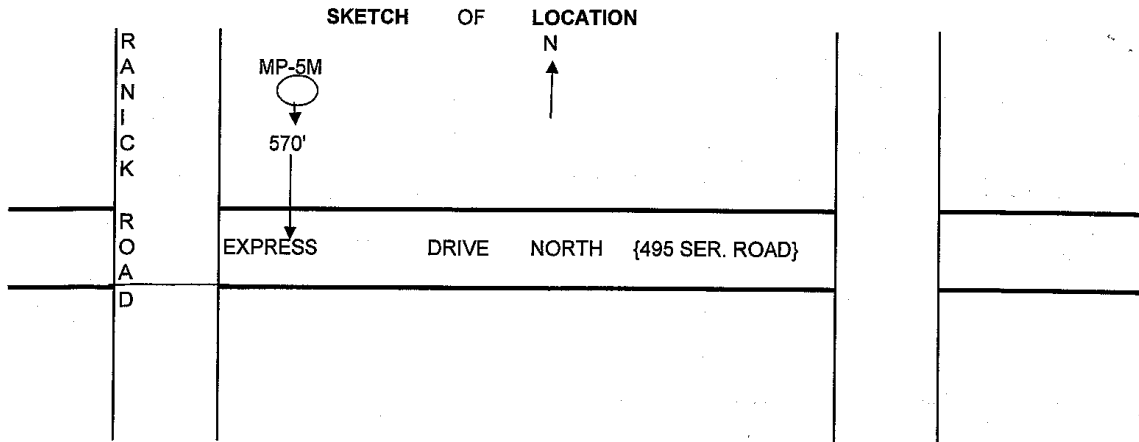 SKETCH OF LOCATION
RANICK ROAD
N
MP-5M
570'
EXPRESS DRIVE NORTH {495 SER. ROAD}